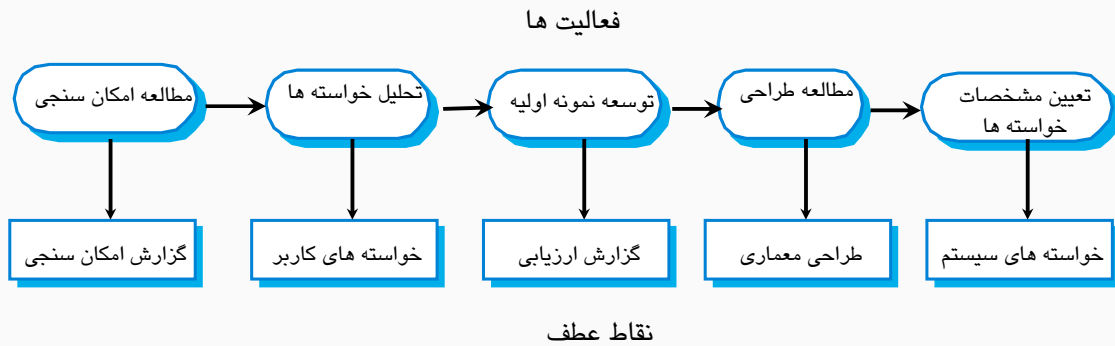 فعالیت ها
مطالعه امکان سنجی
تحلیل خواسته ها
توسعه نمونه اولیه
مطالعه طراحی
تعیین مشخصات
خواسته ها
گزارش امکان سنجی
خواسته های کاربر
گزارش ارزیابی
طراحی معماری
خواسته های سیستم
نقاط عطف